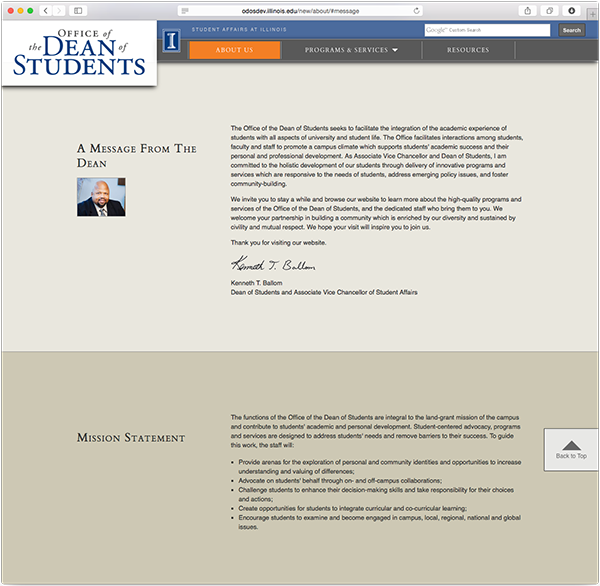 odosdev.illinois.edu/new/about/#message
OFFICE of
the DEAN of
STUDENTS
I
STUDENT AFFAIRS AT ILLINOIS
Google™ Custom Search
Search
ABOUT US
PROGRAMS & SERVICES
RESOURCES
A MESSAGE FROM THE
DEAN
The Office of the Dean of Students seeks to facilitate the integration of the academic experience of
students with all aspects of university and student life. The Office facilitates interactions among students,
faculty and staff to promote a campus climate which supports students' academic success and their
personal and professional development. As Associate Vice Chancellor and Dean of Students, I am
committed to the holistic development of our students through delivery of innovative programs and
services which are responsive to the needs of students, address emerging policy issues, and foster
community-building.
We invite you to stay a while and browse our website to learn more about the high-quality programs and
services of the Office of the Dean of Students, and the dedicated staff who bring them to you. We
welcome your partnership in building a community which is enriched by our diversity and sustained by
civility and mutual respect. We hope your visit will inspire you to join us.
Thank you for visiting our website.
Kenneth T. Ballom
Kenneth T. Ballom
Dean of Students and Associate Vice Chancellor of Student Affairs
MISSION STATEMENT
The functions of the Office of the Dean of Students are integral to the land-grant mission of the campus
and contribute to students' academic and personal development. Student-centered advocacy, programs
and services are designed to address students' needs and remove barriers to their success. To guide
this work, the staff will:
• Provide arenas for the exploration of personal and community identities and opportunities to increase
understanding and valuing of differences;
• Advocate on students' behalf through on- and off-campus collaborations;
• Challenge students to enhance their decision-making skills and take responsibility for their choices
and actions;
• Create opportunities for students to integrate curricular and co-curricular learning;
• Encourage students to examine and become engaged in campus, local, regional, national and global
issues.
Back to Top